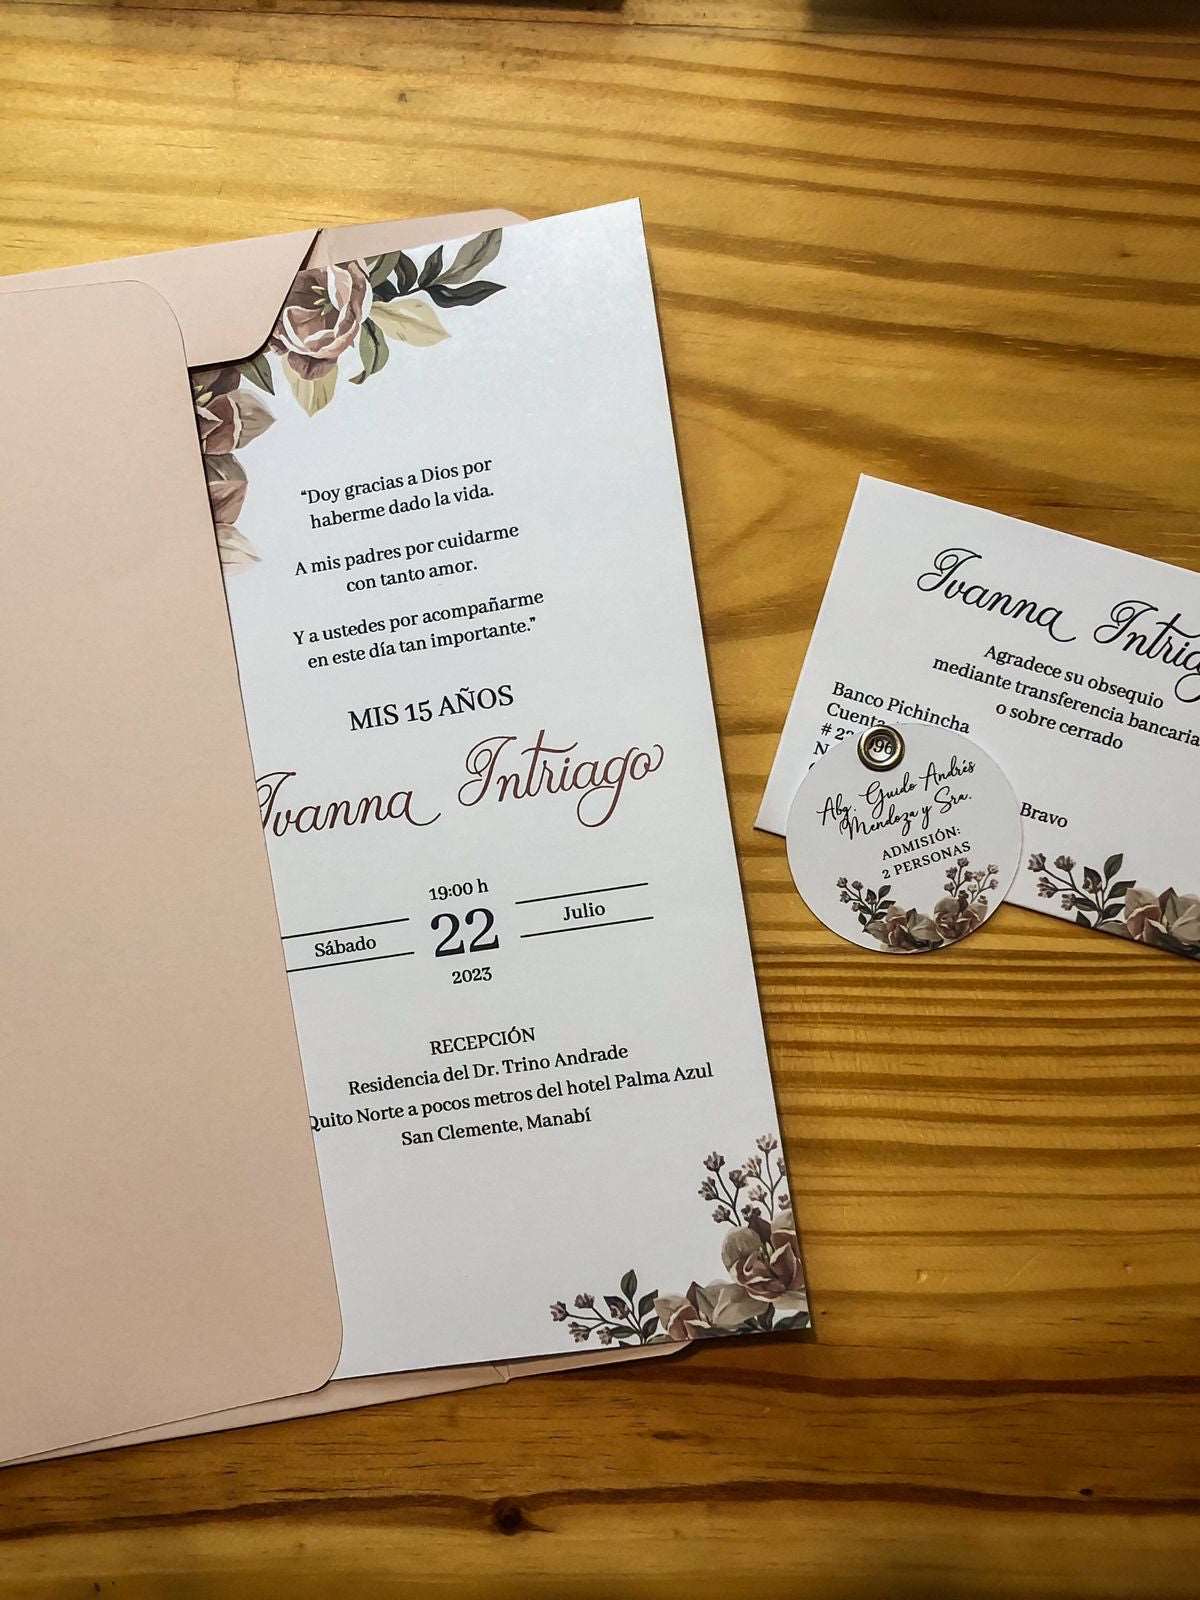 “Doy gracias a Dios por
haberme dado la vida.
A mis padres por cuidarme
con tanto amor.
Y a ustedes por acompañarme
en este día tan importante.”
MIS 15 AÑOS
Ivanna Intriago
19:00 h
Sábado 22 Julio
2023
RECEPCIÓN
Residencia del Dr. Trino Andrade
Quito Norte a pocos metros del hotel Palma Azul
San Clemente, Manabí
Ivanna Intriago
Agradece su obsequio
mediante transferencia bancaria
o sobre cerrado
Banco Pichincha
Cuenta
Bravo
Abg. Guido Andrés
Mendoza y Sra.
ADMISIÓN:
2 PERSONAS